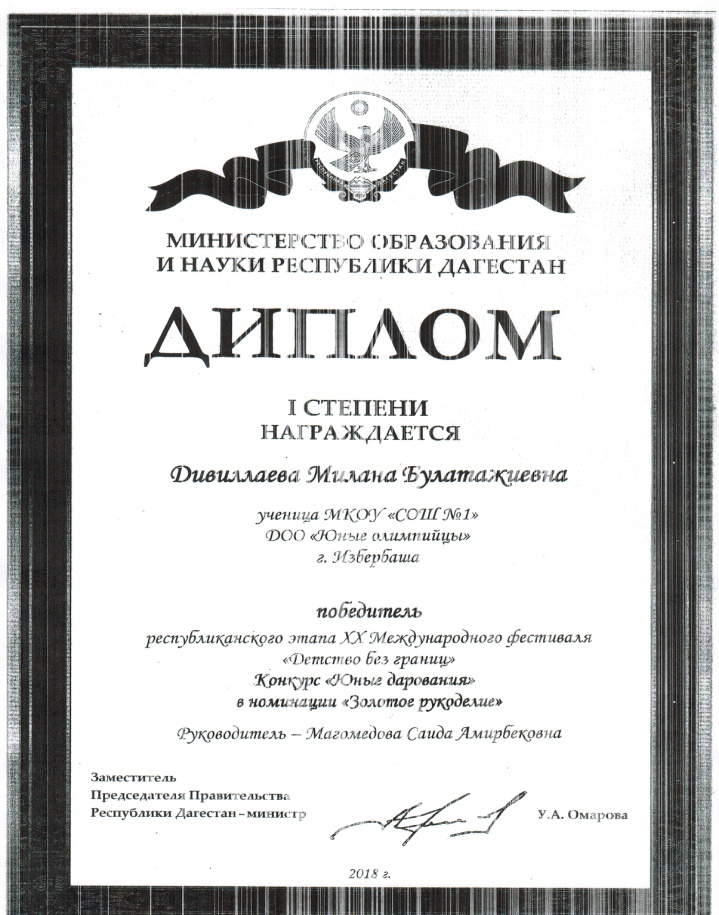 МИНИСТЕРСТВО ОБРАЗОВАНИЯ
И НАУКИ РЕСПУБЛИКИ ДАГЕСТАН
ДИПЛОМ
I СТЕПЕНИ
НАГРАЖДАЕТСЯ
Дивиллаева Милана Булатажиевна
ученица МКОУ «СОШ №1»
ДОО «Юные олимпийцы»
г. Избербаша
победитель
республиканского этапа XX Международного фестиваля
«Детство без границ»
Конкурс «Юные дарования»
в номинации «Золотое рукоделие»
Руководитель – Магомедова Саида Амирбековна
Заместитель
Председателя Правительства
Республики Дагестан – министр
У.А. Омарова
2018 г.